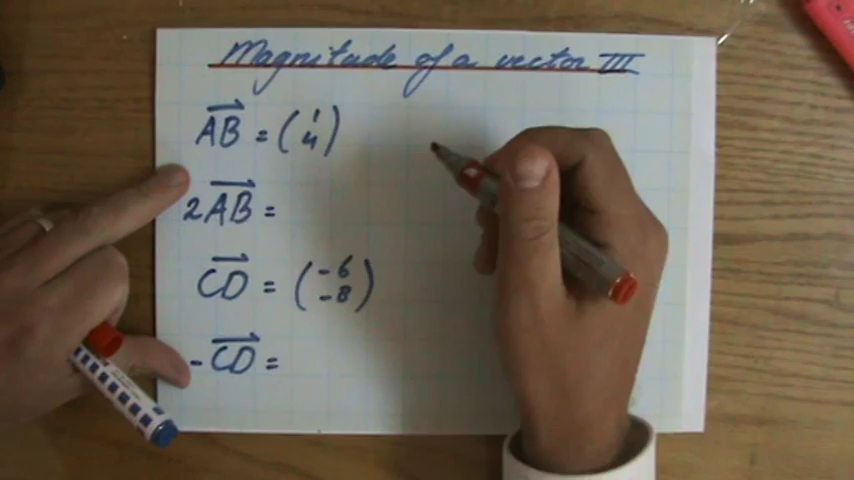 Magnitude of a vector III
AB = (1
4)
2AB =
CD = (-6
-8)
-CD =